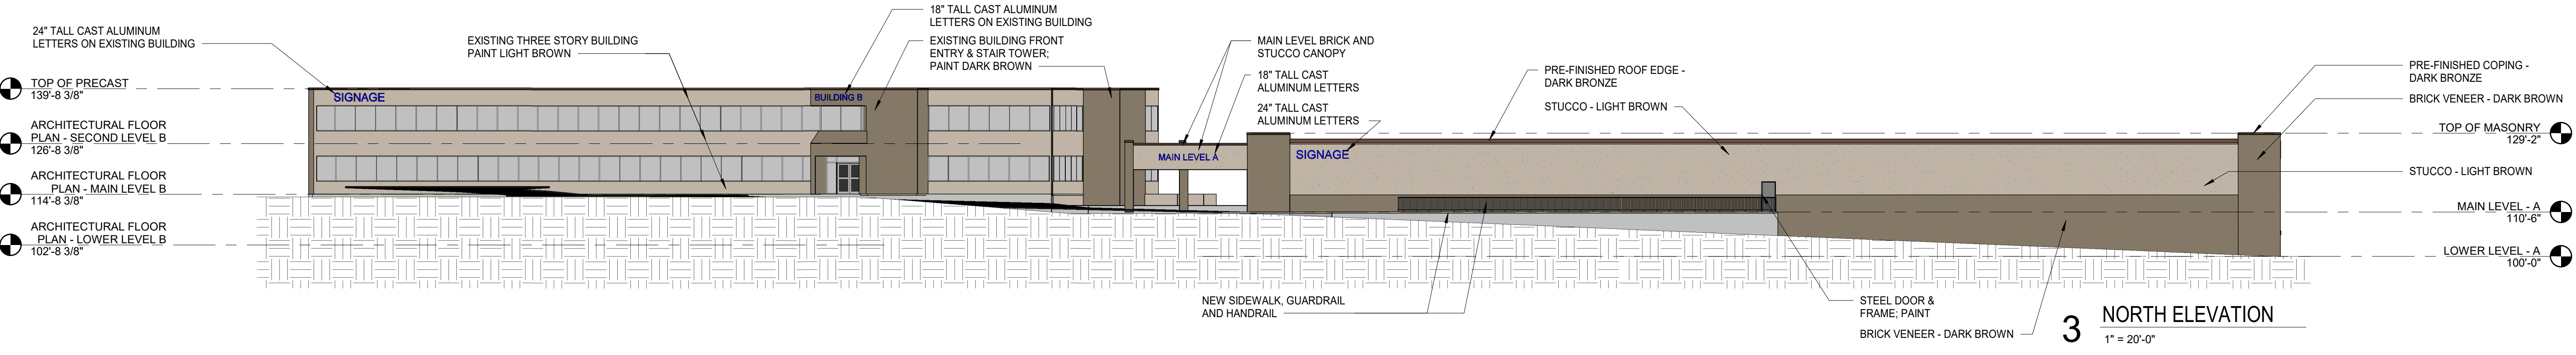 24" TALL CAST ALUMINUM
LETTERS ON EXISTING BUILDING
EXISTING THREE STORY BUILDING
PAINT LIGHT BROWN
18" TALL CAST ALUMINUM
LETTERS ON EXISTING BUILDING
EXISTING BUILDING FRONT
ENTRY & STAIR TOWER;
PAINT DARK BROWN
MAIN LEVEL BRICK AND
STUCCO CANOPY
18" TALL CAST
ALUMINUM LETTERS
24" TALL CAST
ALUMINUM LETTERS
PRE-FINISHED ROOF EDGE -
DARK BRONZE
STUCCO - LIGHT BROWN
PRE-FINISHED COPING -
DARK BRONZE
BRICK VENEER - DARK BROWN
TOP OF PRECAST
139'-8 3/8"
ARCHITECTURAL FLOOR
PLAN - SECOND LEVEL B
126'-8 3/8"
ARCHITECTURAL FLOOR
PLAN - MAIN LEVEL B
114'-8 3/8"
ARCHITECTURAL FLOOR
PLAN - LOWER LEVEL B
102'-8 3/8"
SIGNAGE
BUILDING B
MAIN LEVEL A
SIGNAGE
TOP OF MASONRY
129'-2"
STUCCO - LIGHT BROWN
MAIN LEVEL - A
110'-6"
LOWER LEVEL - A
100'-0"
NEW SIDEWALK, GUARDRAIL
AND HANDRAIL
STEEL DOOR &
FRAME; PAINT
BRICK VENEER - DARK BROWN
3 NORTH ELEVATION
1" = 20'-0"